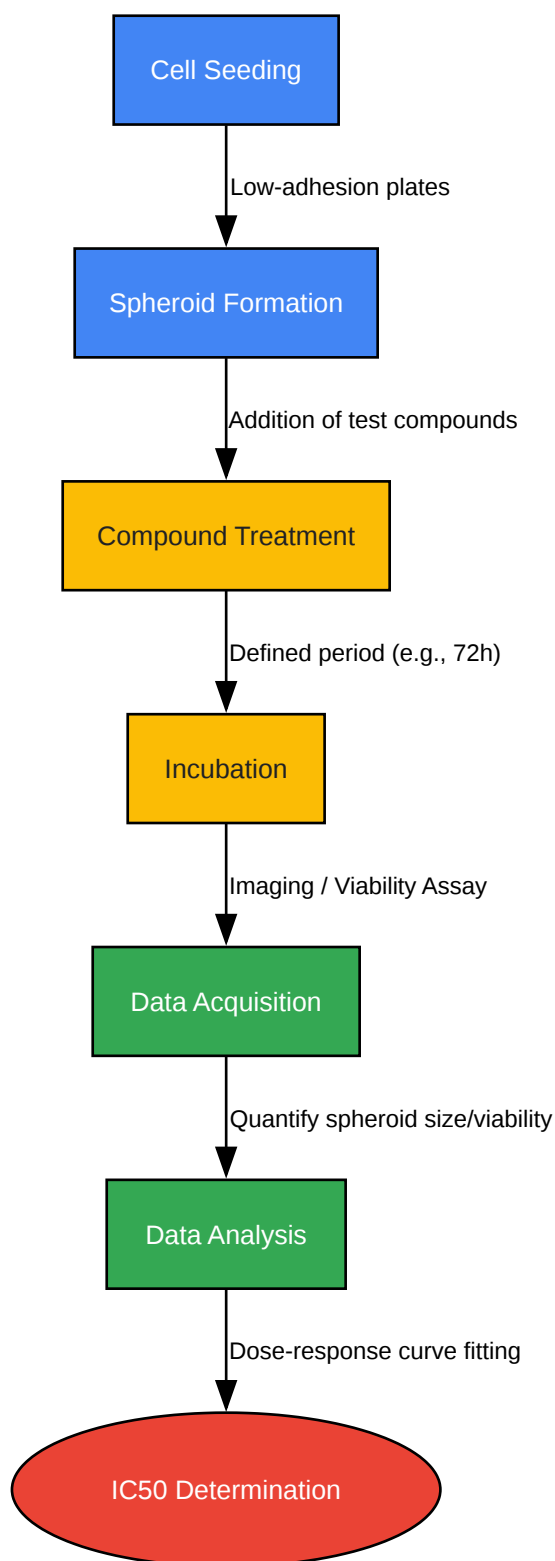 Cell Seeding
Low-adhesion plates
Spheroid Formation
Addition of test compounds
Compound Treatment
Defined period (e.g., 72h)
Incubation
Imaging / Viability Assay
Data Acquisition
Quantify spheroid size/viability
Data Analysis
Dose-response curve fitting
IC50 Determination